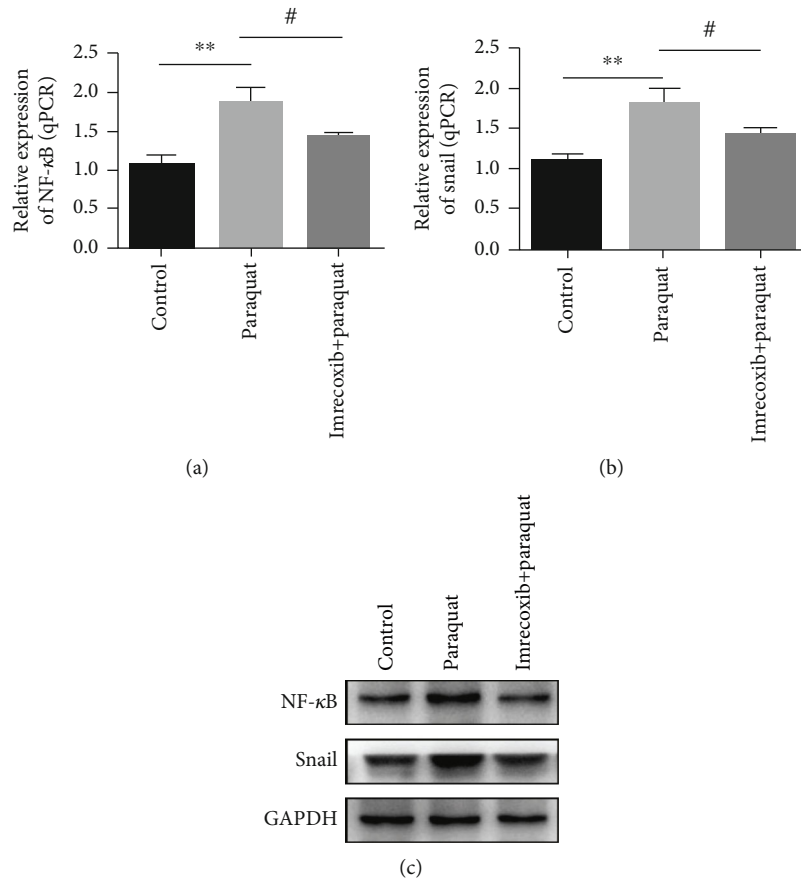 Relative expression
of NF-κB (qPCR)
2.5
2.0
1.5
1.0
0.5
0.0
**
#
Control
Paraquat
Imrecoxib+paraquat
(a)
Relative expression
of snail (qPCR)
2.5
2.0
1.5
1.0
0.5
0.0
**
#
Control
Paraquat
Imrecoxib+paraquat
(b)
Control
Paraquat
Imrecoxib+paraquat
NF-κB
Snail
GAPDH
(c)